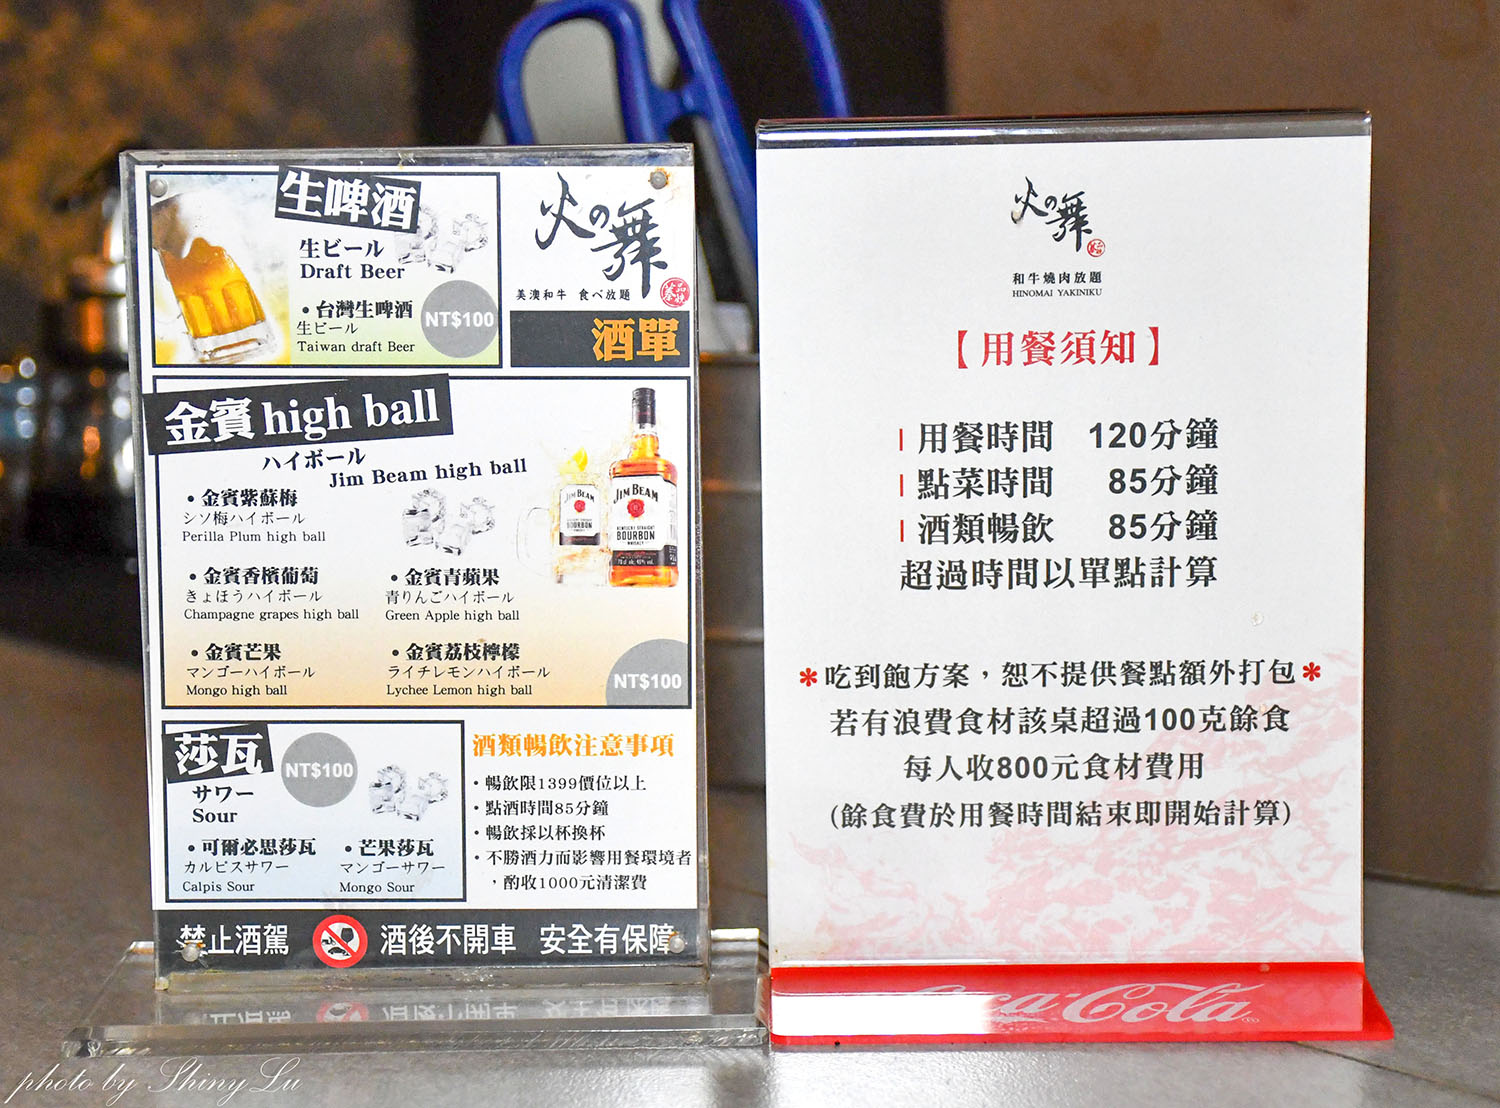 生啤酒
生ビール
Draft Beer
・台灣生啤酒
生ビール
Taiwan draft Beer
NT$100
火の舞
美澳和牛 食べ放題
酒單
金賓high ball
ハイボール
Jim Beam high ball
・金賓紫蘇梅
シソ梅ハイボール
Perilla Plum high ball
・金賓香檳葡萄
きょほうハイボール
Champagne grapes high ball
・金賓青蘋果
青りんごハイボール
Green Apple high ball
・金賓芒果
マンゴーハイボール
Mongo high ball
・金賓荔枝檸檬
ライチレモンハイボール
Lychee Lemon high ball
NT$100
JIM BEAM
BOURBON
JIM BEAM
KENTUCKY STRAIGHT
BOURBON
WHISKEY
莎瓦
NT$100
サワー
Sour
・可爾必思莎瓦
カルピスサワー
Calpis Sour
・芒果莎瓦
マンゴーサワー
Mongo Sour
酒類暢飲注意事項
・暢飲限1399價位以上
・點酒時間85分鐘
・暢飲採以杯換杯
・不勝酒力而影響用餐環境者
，酌收1000元清潔費
禁止酒駕 酒後不開車 安全有保障
火の舞
和牛燒肉放題
HINOMAI YAKINIKU
【用餐須知】
| 用餐時間 120分鐘
| 點菜時間 85分鐘
| 酒類暢飲 85分鐘
超過時間以單點計算
*吃到飽方案，恕不提供餐點額外打包*
若有浪費食材該桌超過100克餘食
每人收800元食材費用
(餘食費於用餐時間結束即開始計算)
Coca-Cola
photo by ShinyLu